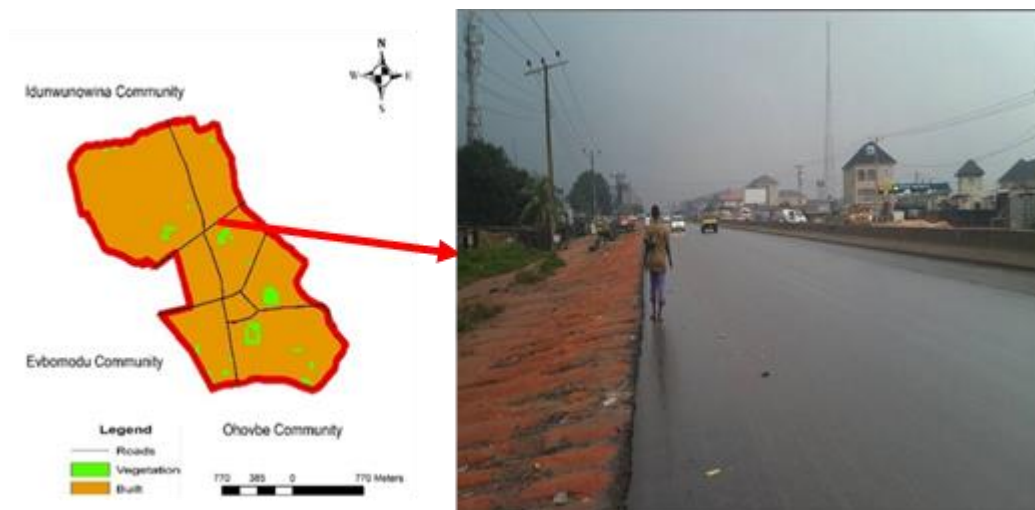 N
W E
S
Idunwunowina Community
Evbomodu Community
Ohovbe Community
Legend
Roads
Vegetation
Built
770 385 0 770 Meters